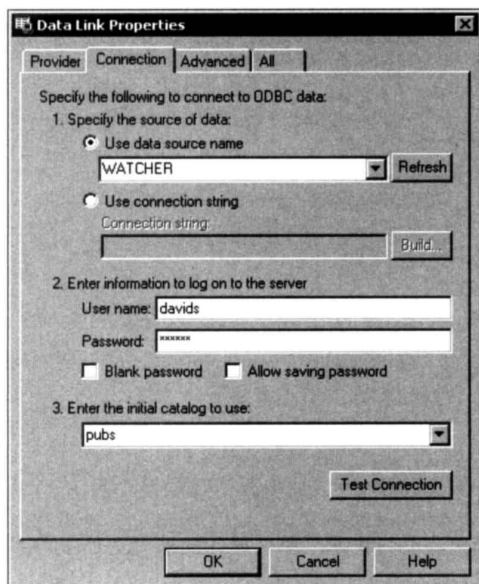 Data Link Properties
Provider Connection Advanced All
Specify the following to connect to ODBC data:
1. Specify the source of data:
Use data source name
WATCHER Refresh
Use connection string
Connection string:
Build...
2. Enter information to log on to the server
User name: davids
Password: ××××××
Blank password Allow saving password
3. Enter the initial catalog to use:
pubs
Test Connection
OK Cancel Help